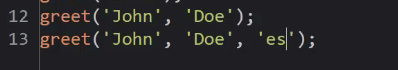 12 greet('John', 'Doe');
13 greet('John', 'Doe', 'es');